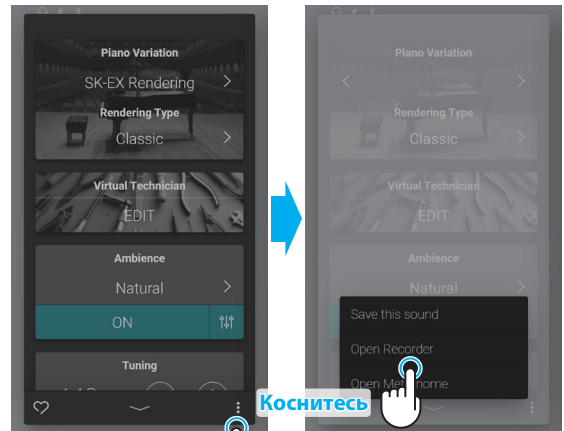 Piano Variation
SK-EX Rendering
Rendering Type
Classic
Virtual Technician
EDIT
Ambience
Natural
ON
Tuning
Коснитесь
Piano Variation
Rendering Type
Classic
Virtual Technician
EDIT
Ambience
Natural
Save this sound
Open Recorder
Open Metronome